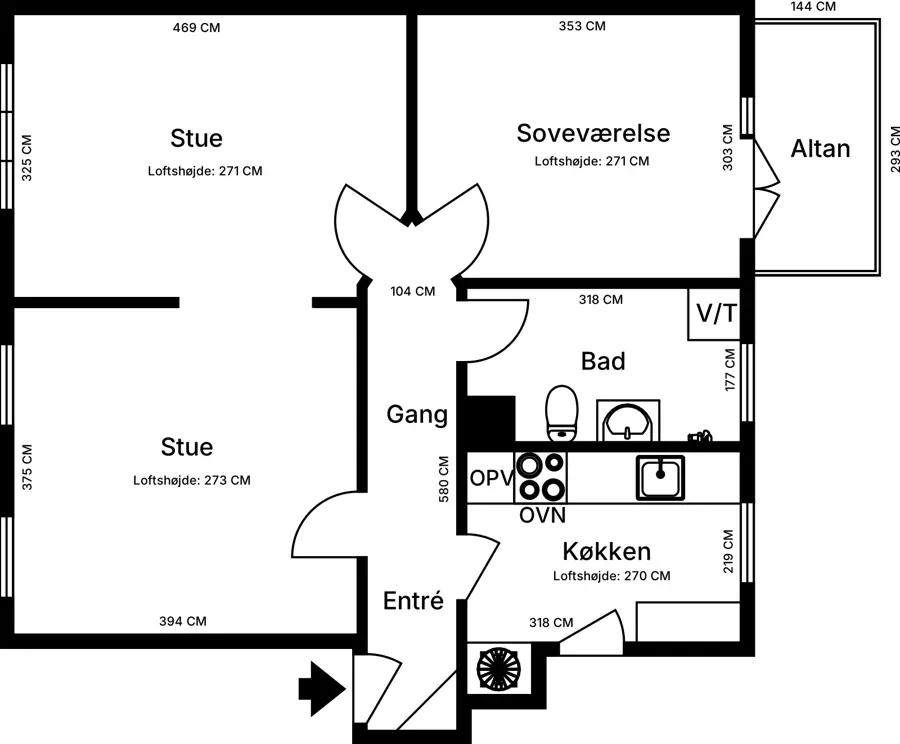 144 CM
469 CM
353 CM
Stue
Loftshøjde: 271 CM
325 CM
Soveværelse
Loftshøjde: 271 CM
303 CM
Altan
293 CM
104 CM
318 CM
V/T
Bad
177 CM
Gang
Stue
Loftshøjde: 273 CM
375 CM
580 CM
OPV
OVN
Køkken
Loftshøjde: 270 CM
219 CM
Entré
394 CM
318 CM